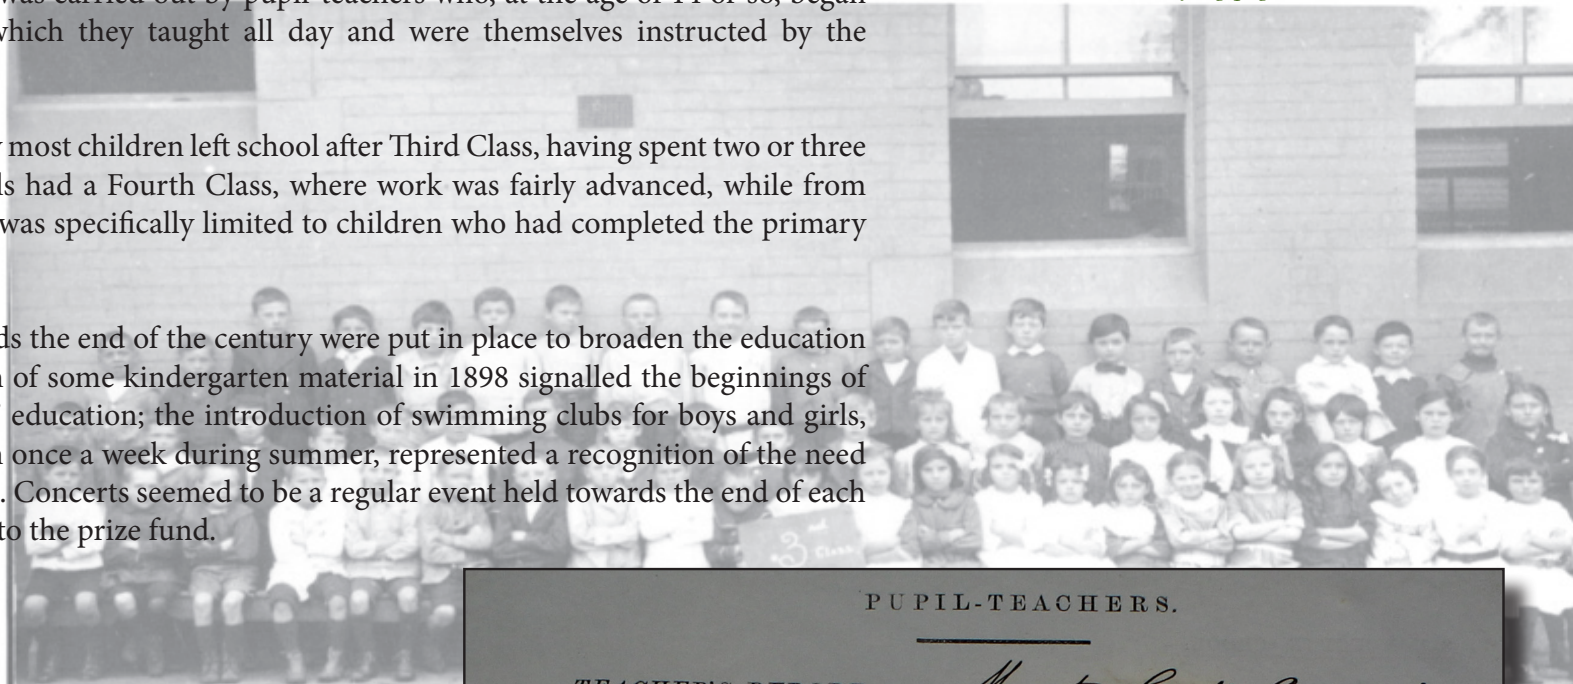 was carried out by pupil-teachers who, at the age of 14 or so, began
which they taught all day and were themselves instructed by the
most children left school after Third Class, having spent two or three
had a Fourth Class, where work was fairly advanced, while from
was specifically limited to children who had completed the primary
the end of the century were put in place to broaden the education
of some kindergarten material in 1898 signalled the beginnings of
education; the introduction of swimming clubs for boys and girls,
once a week during summer, represented a recognition of the need
. Concerts seemed to be a regular event held towards the end of each
to the prize fund.
3rd Class
PUPIL-TEACHERS.